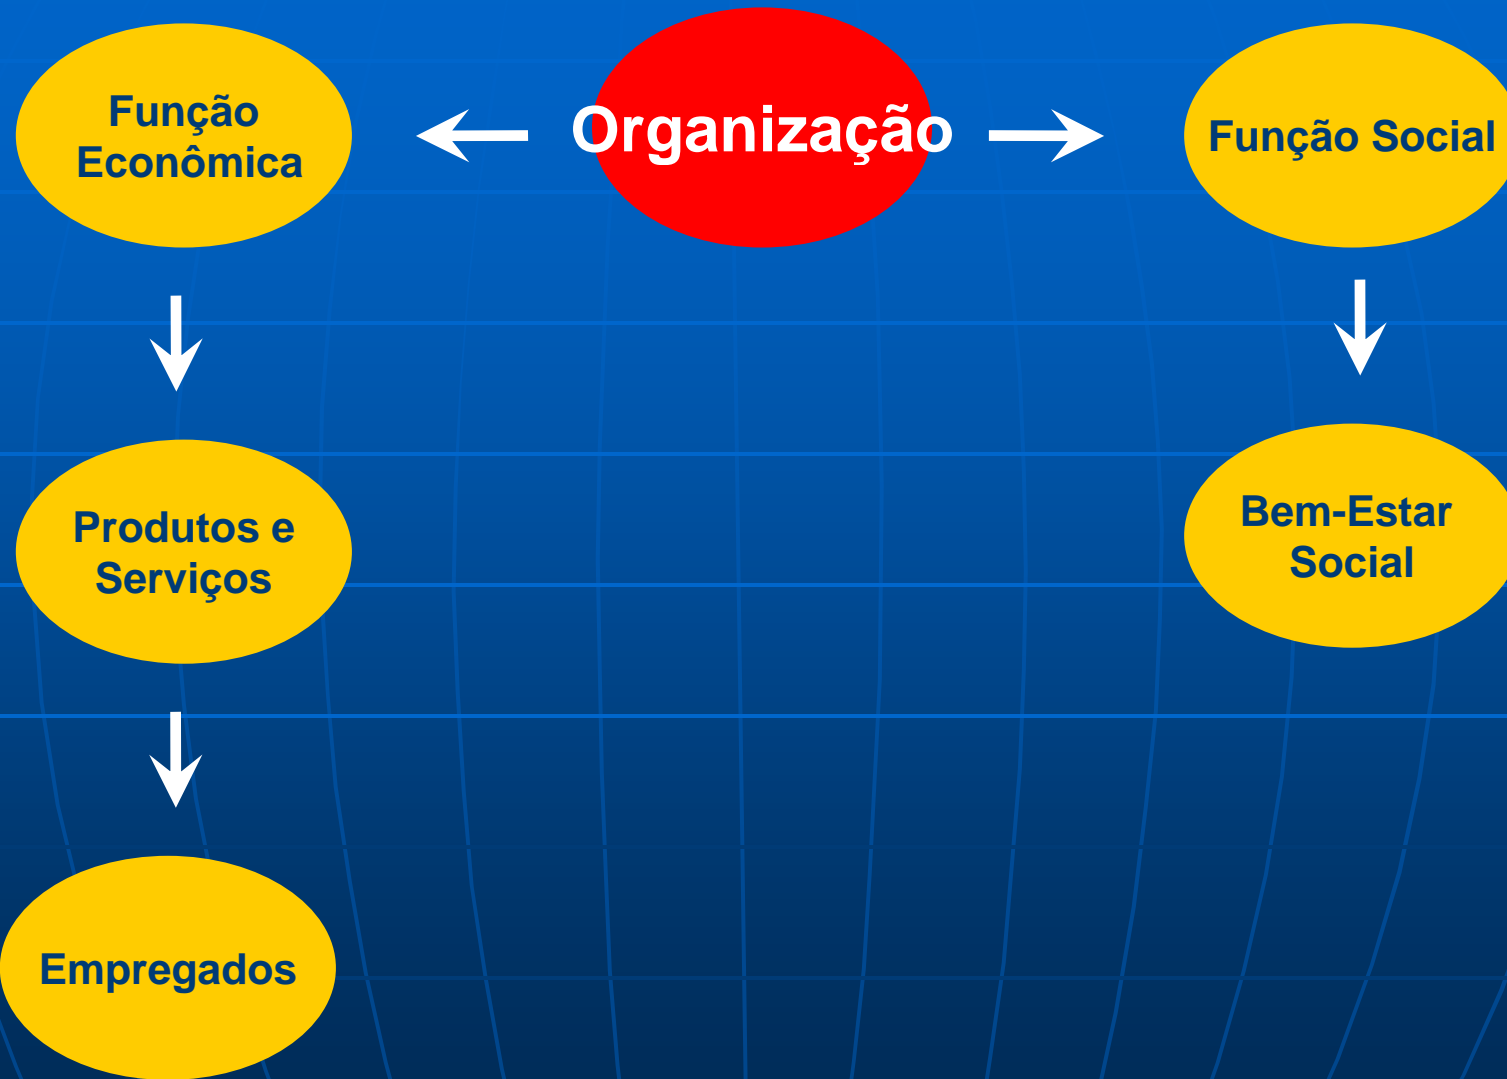 Função
Econômica
Organização
Função Social
Produtos e
Serviços
Bem-Estar
Social
Empregados